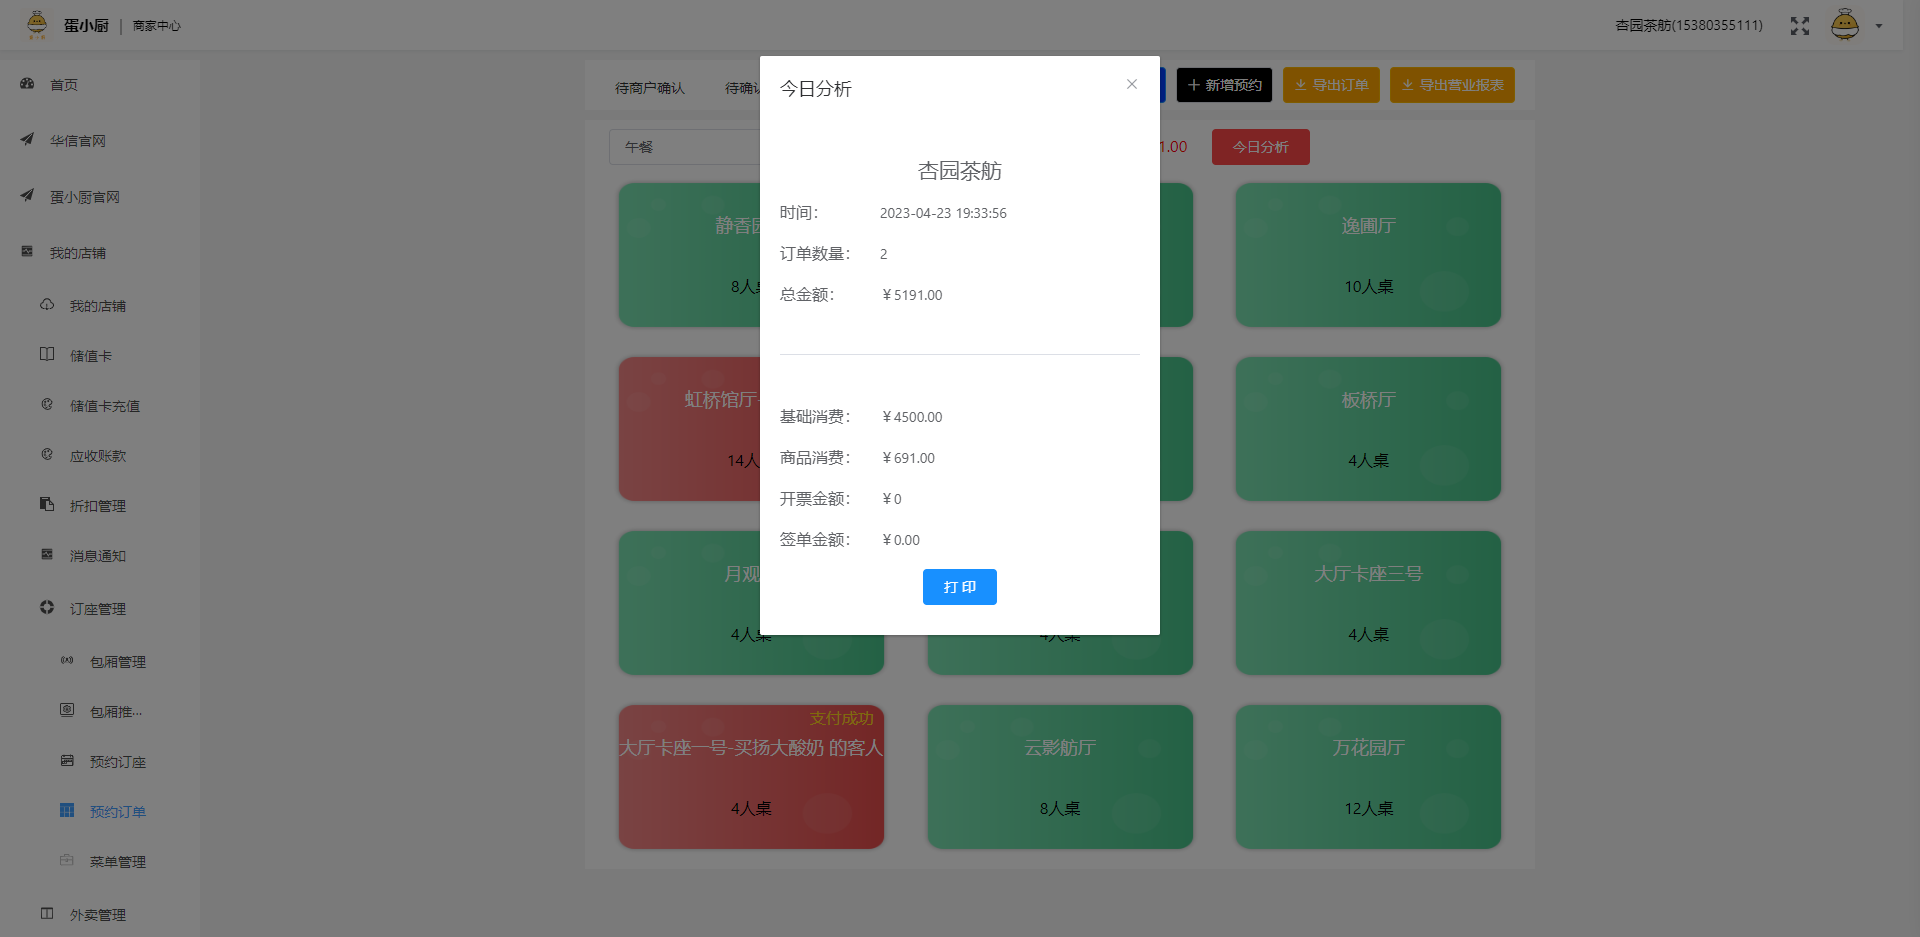 蛋小厨 | 商家中心
杏园茶舫(15380355111)
首页
华信官网
蛋小厨官网
我的店铺
我的店铺
储值卡
储值卡充值
应收账款
折扣管理
消息通知
订座管理
包厢管理
包厢推...
预约订座
预约订单
菜单管理
外卖管理
待商户确认
待确认
新增预约
导出订单
导出营业报表
午餐
1.00
今日分析
静香
8人桌
逸圃厅
10人桌
虹桥馆厅
14人
板桥厅
4人桌
月观
4人桌
4人桌
大厅卡座三号
4人桌
支付成功
大厅卡座一号-买扬大酸奶 的客人
4人桌
云影舫厅
8人桌
万花园厅
12人桌
今日分析
杏园茶舫
时间： 2023-04-23 19:33:56
订单数量： 2
总金额： ￥5191.00
基础消费： ￥4500.00
商品消费： ￥691.00
开票金额： ￥0
签单金额： ￥0.00
打 印